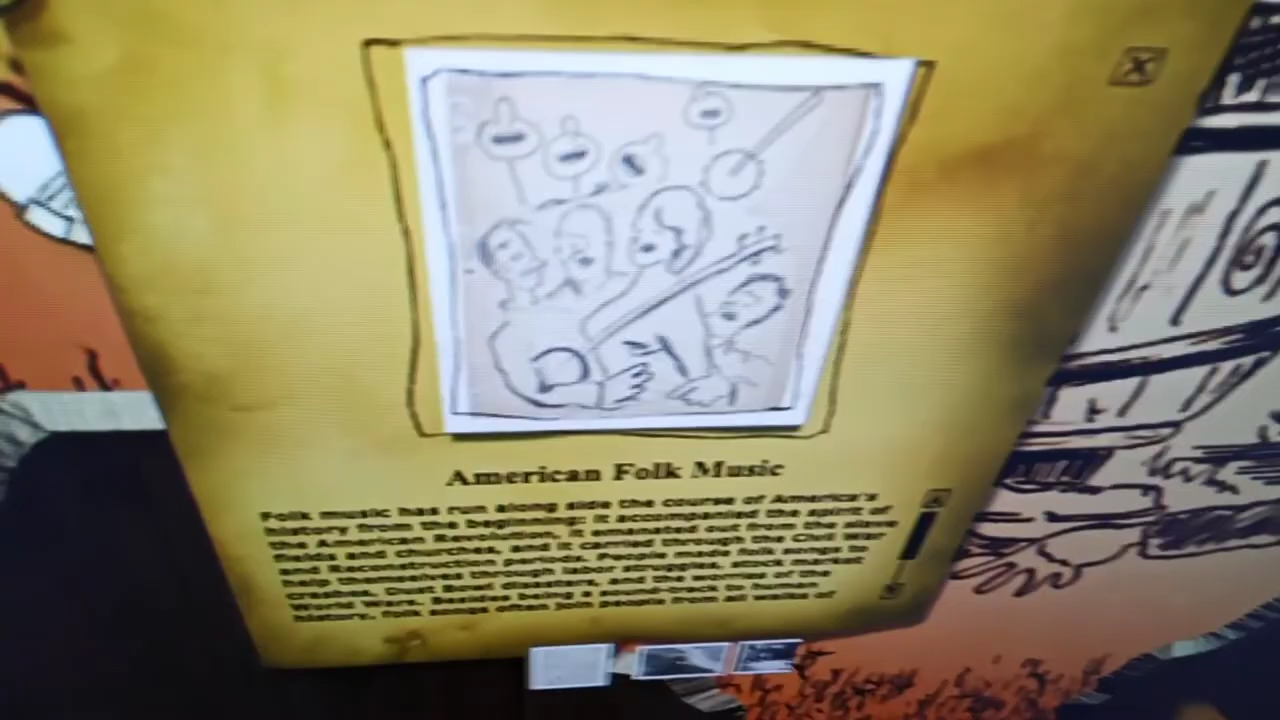 American Folk Music
Folk music has run along side the course of America's
history from the beginning: it accompanied the spirit of
the American Revolution, it emanated out from the slave
fields and churches, and it carried through the Civil War
and Reconstruction periods. People made folk songs to
help themselves through labor struggles, stock market
crashes, Dust Bowl disasters, and the worries of the
World Wars. Besides being a sound-track to human
history, folk songs often join people from all walks of